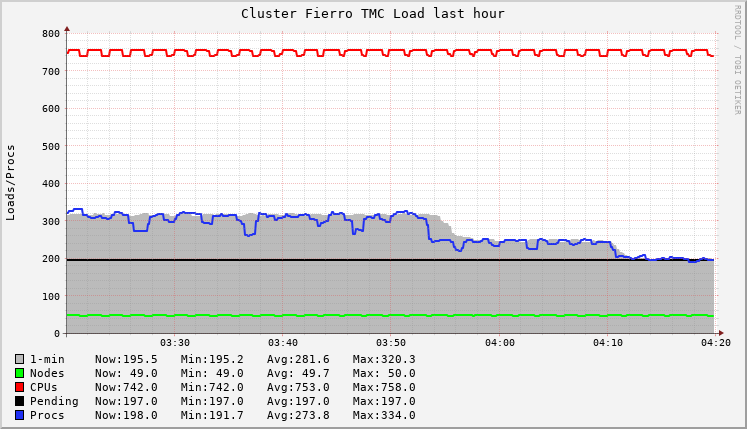 Cluster Fierro TMC Load last hour
RRDTOOL / TOBI OETIKER
Loads/Procs
800
700
600
500
400
300
200
100
0
03:30 03:40 03:50 04:00 04:10 04:20
1-min Now:195.5 Min:195.2 Avg:281.6 Max:320.3
Nodes Now: 49.0 Min: 49.0 Avg: 49.7 Max: 50.0
CPUs Now:742.0 Min:742.0 Avg:753.0 Max:758.0
Pending Now:197.0 Min:197.0 Avg:197.0 Max:197.0
Procs Now:198.0 Min:191.7 Avg:273.8 Max:334.0